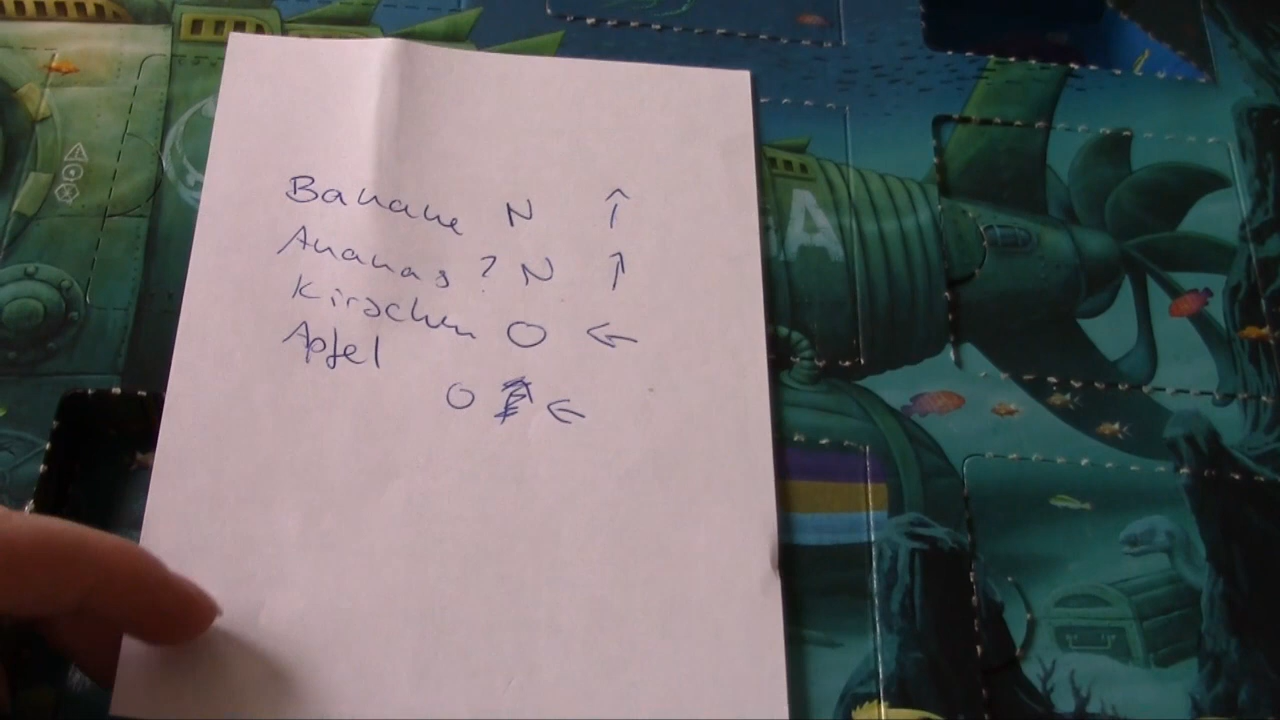 Banane N ↑
Ananas ? N ↑
Kirschen O ←
Apfel
O ←
A